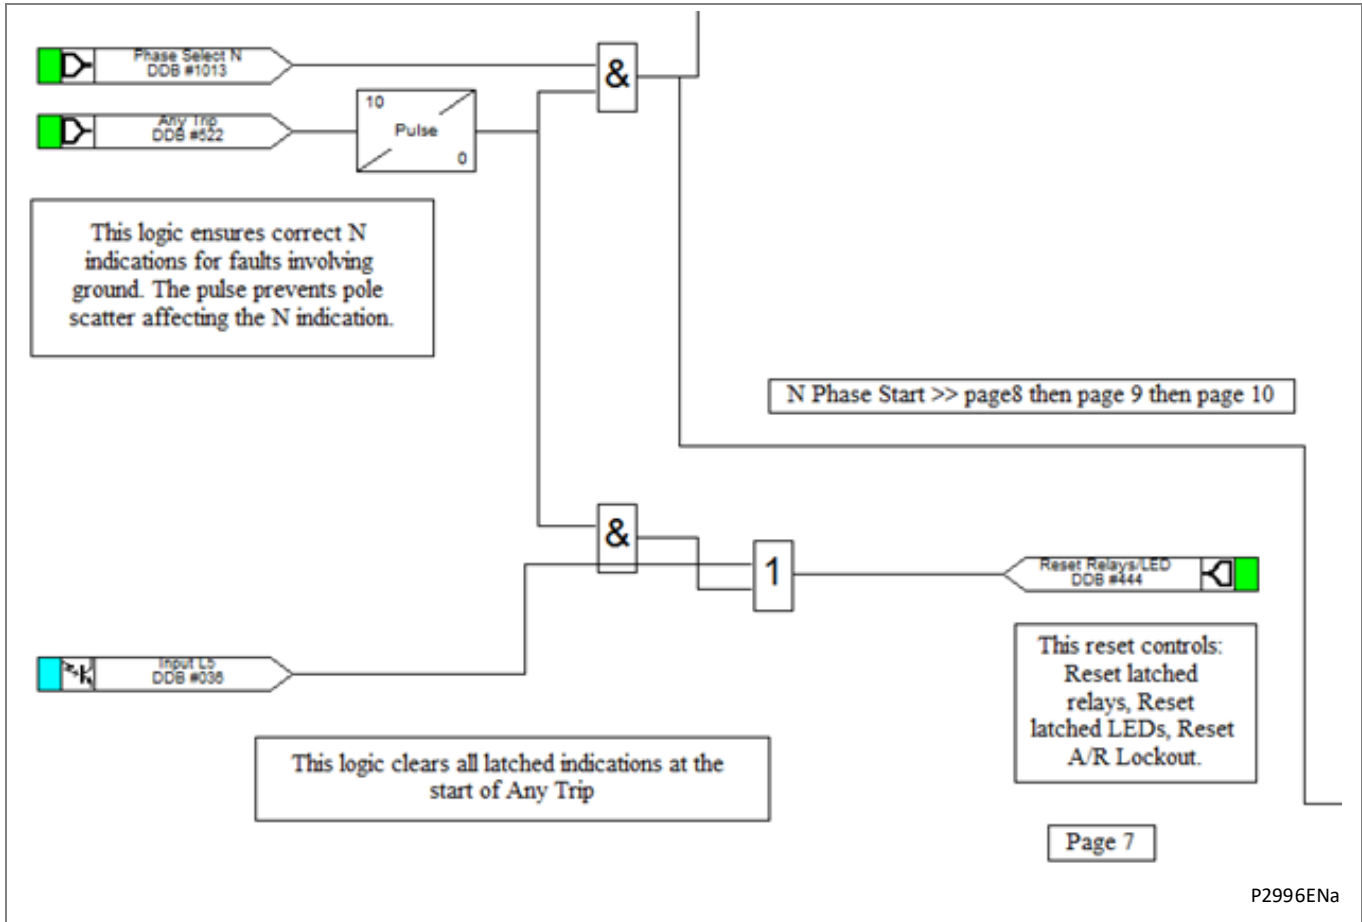 Phase Select N
DDB #1013
&
Any Trip
DDB #522
10
Pulse
0
This logic ensures correct N
indications for faults involving
ground. The pulse prevents pole
scatter affecting the N indication.
N Phase Start >> page8 then page 9 then page 10
&
1
Reset Relays/LED
DDB #444
Input L5
DDB #036
This reset controls:
Reset latched
relays, Reset
latched LEDs, Reset
A/R Lockout.
This logic clears all latched indications at the
start of Any Trip
Page 7
P2996ENa